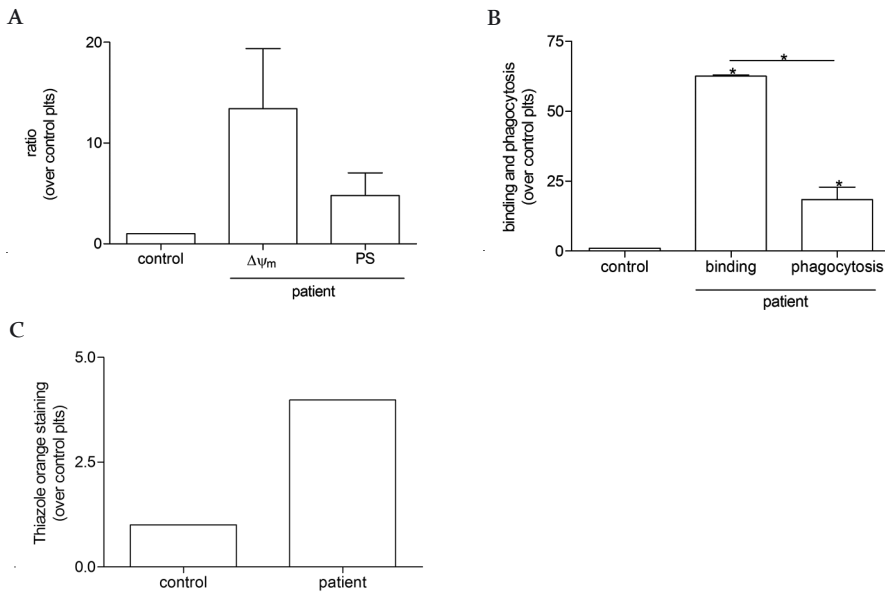 A
ratio
(over control plts)
20
10
0
control
Δψm
PS
patient
B
binding and phagocytosis
(over control plts)
75
50
25
0
*
*
*
control
binding
phagocytosis
patient
C
Thiazole orange staining
(over control plts)
5.0
2.5
0.0
control
patient